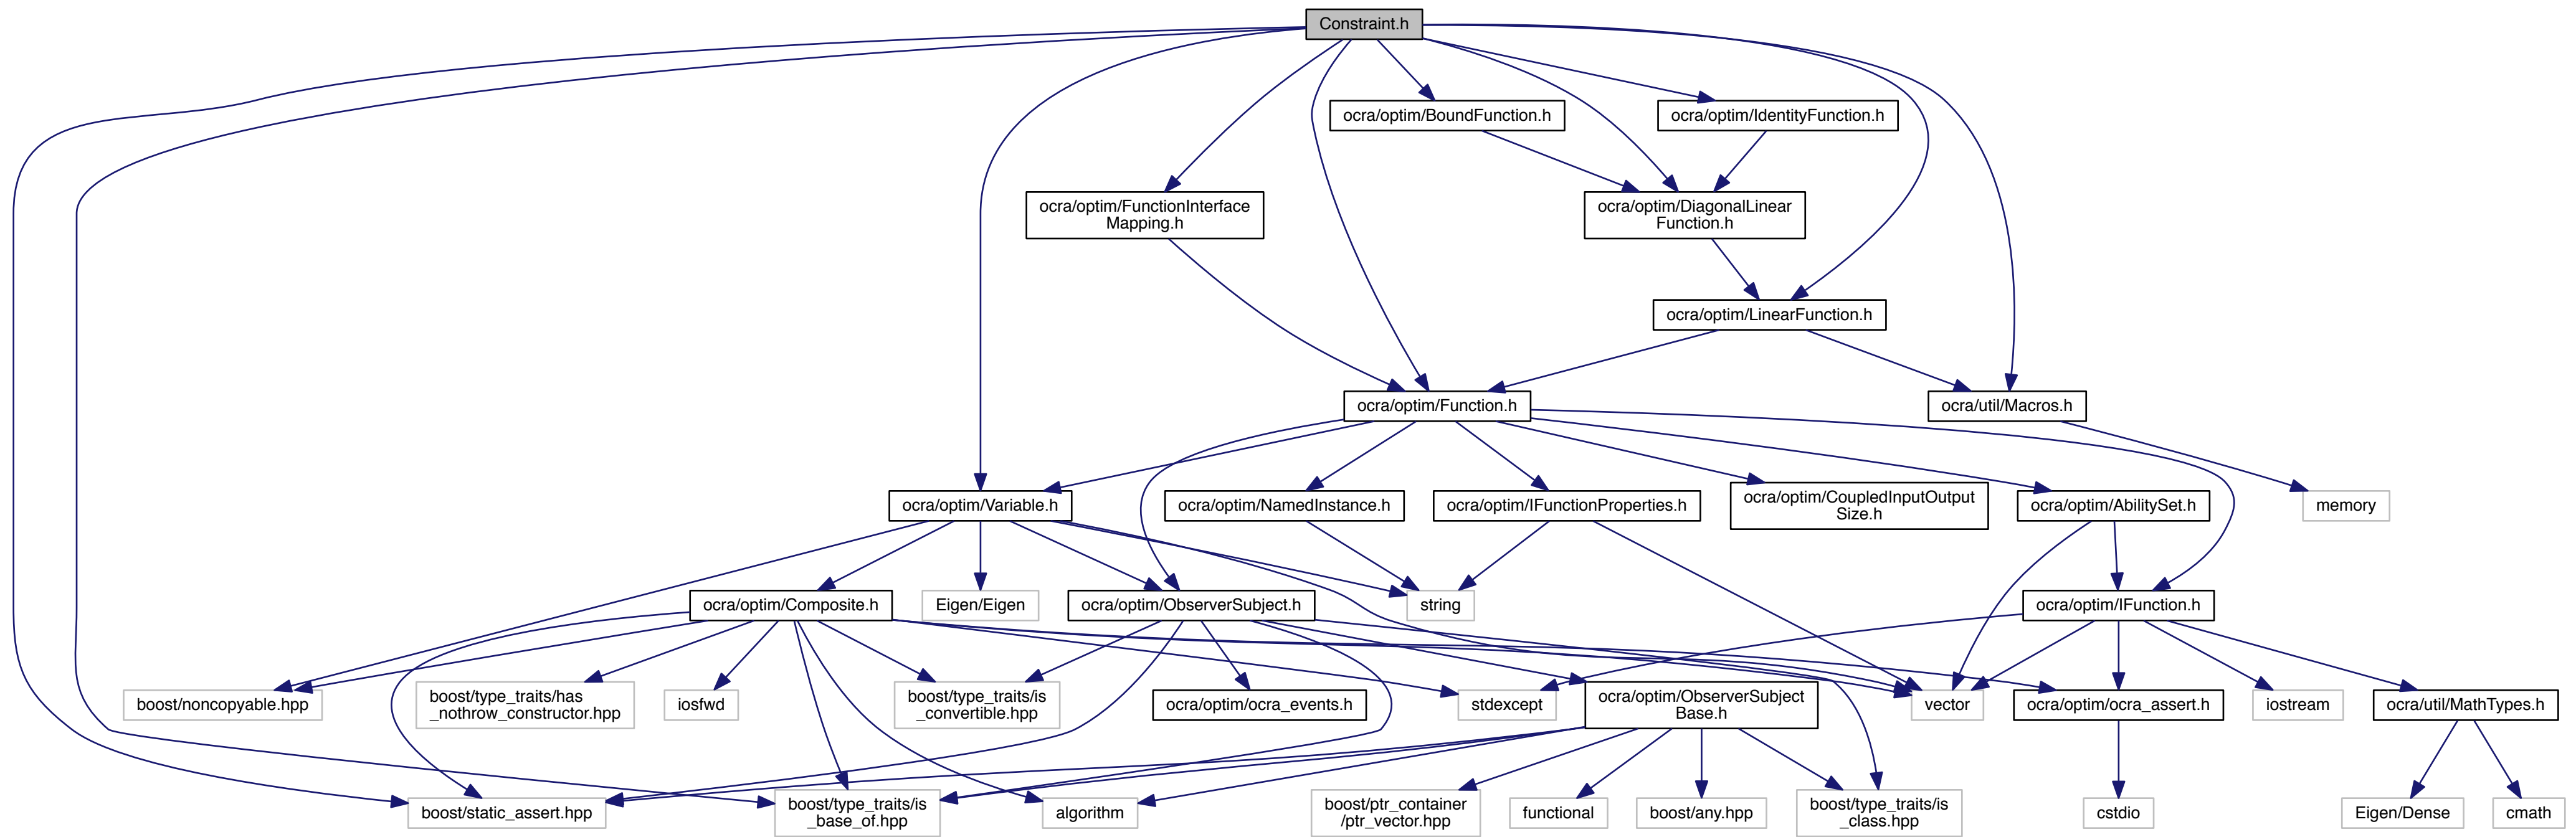 Constraint.h
ocra/optim/BoundFunction.h
ocra/optim/IdentityFunction.h
ocra/optim/FunctionInterface
Mapping.h
ocra/optim/DiagonalLinear
Function.h
ocra/optim/LinearFunction.h
ocra/optim/Function.h
ocra/util/Macros.h
ocra/optim/Variable.h
ocra/optim/NamedInstance.h
ocra/optim/IFunctionProperties.h
ocra/optim/CoupledInputOutput
Size.h
ocra/optim/AbilitySet.h
memory
ocra/optim/Composite.h
Eigen/Eigen
ocra/optim/ObserverSubject.h
string
ocra/optim/IFunction.h
boost/noncopyable.hpp
boost/type_traits/has
_nothrow_constructor.hpp
iosfwd
boost/type_traits/is
_convertible.hpp
ocra/optim/ocra_events.h
stdexcept
ocra/optim/ObserverSubject
Base.h
vector
ocra/optim/ocra_assert.h
iostream
ocra/util/MathTypes.h
boost/static_assert.hpp
boost/type_traits/is
_base_of.hpp
algorithm
boost/ptr_container
/ptr_vector.hpp
functional
boost/any.hpp
boost/type_traits/is
_class.hpp
cstdio
Eigen/Dense
cmath